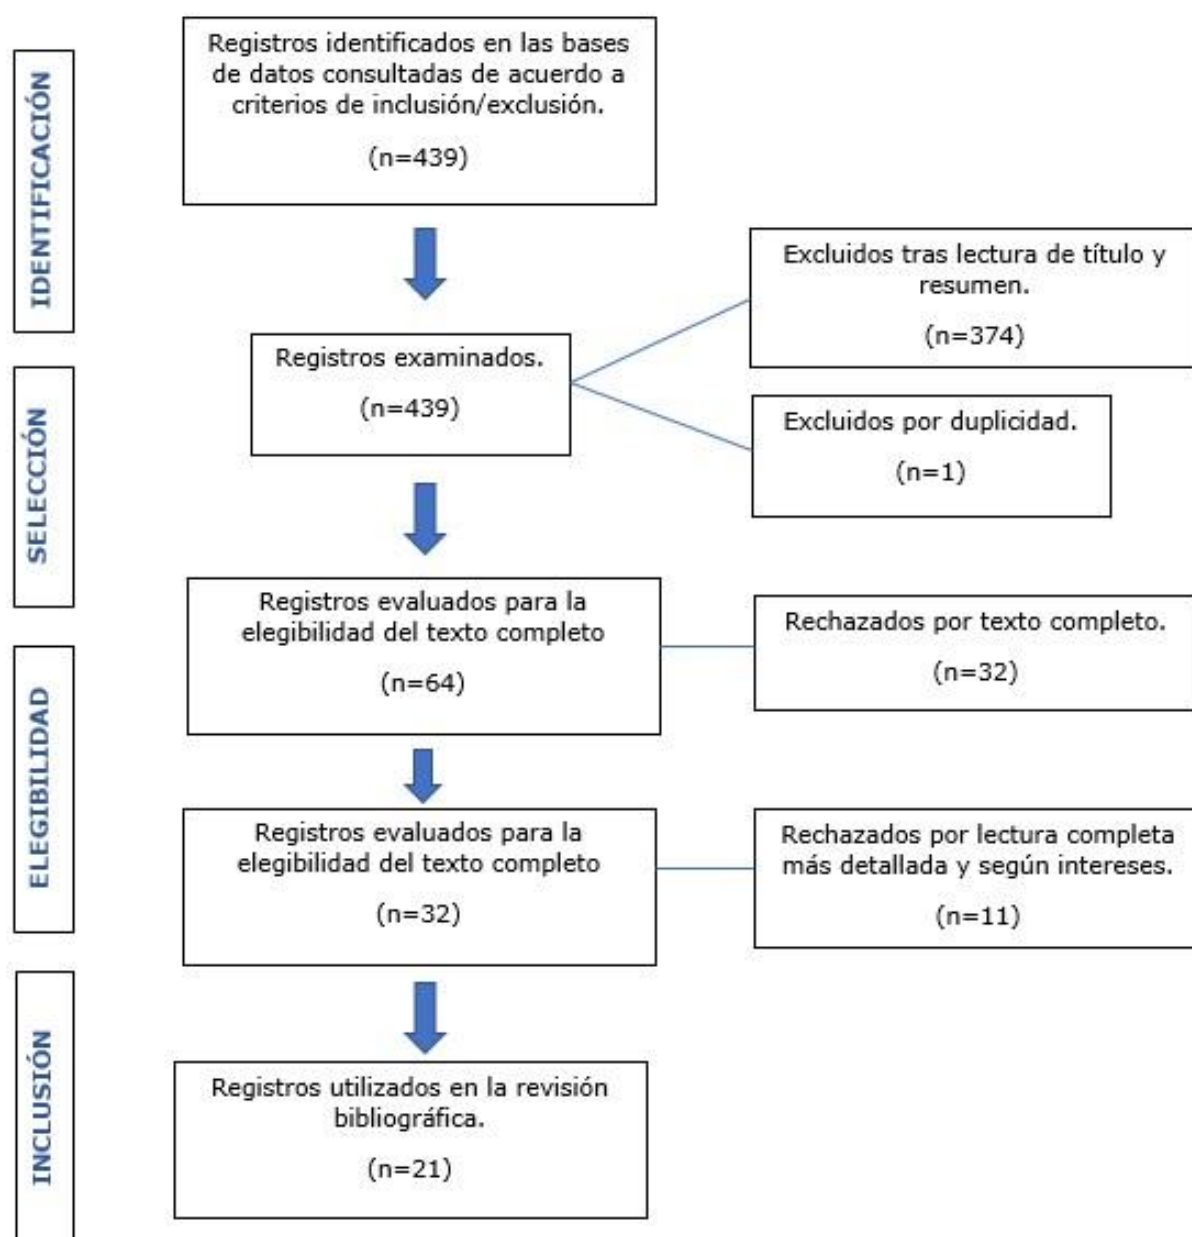 IDENTIFICACIÓN
Registros identificados en las bases
de datos consultadas de acuerdo a
criterios de inclusión/exclusión.
(n=439)
Excluidos tras lectura de título y
resumen.
(n=374)
Registros examinados.
(n=439)
SELECCIÓN
Excluidos por duplicidad.
(n=1)
Registros evaluados para la
elegibilidad del texto completo
(n=64)
Rechazados por texto completo.
(n=32)
ELEGIBILIDAD
Registros evaluados para la
elegibilidad del texto completo
(n=32)
Rechazados por lectura completa
más detallada y según intereses.
(n=11)
INCLUSIÓN
Registros utilizados en la revisión
bibliográfica.
(n=21)